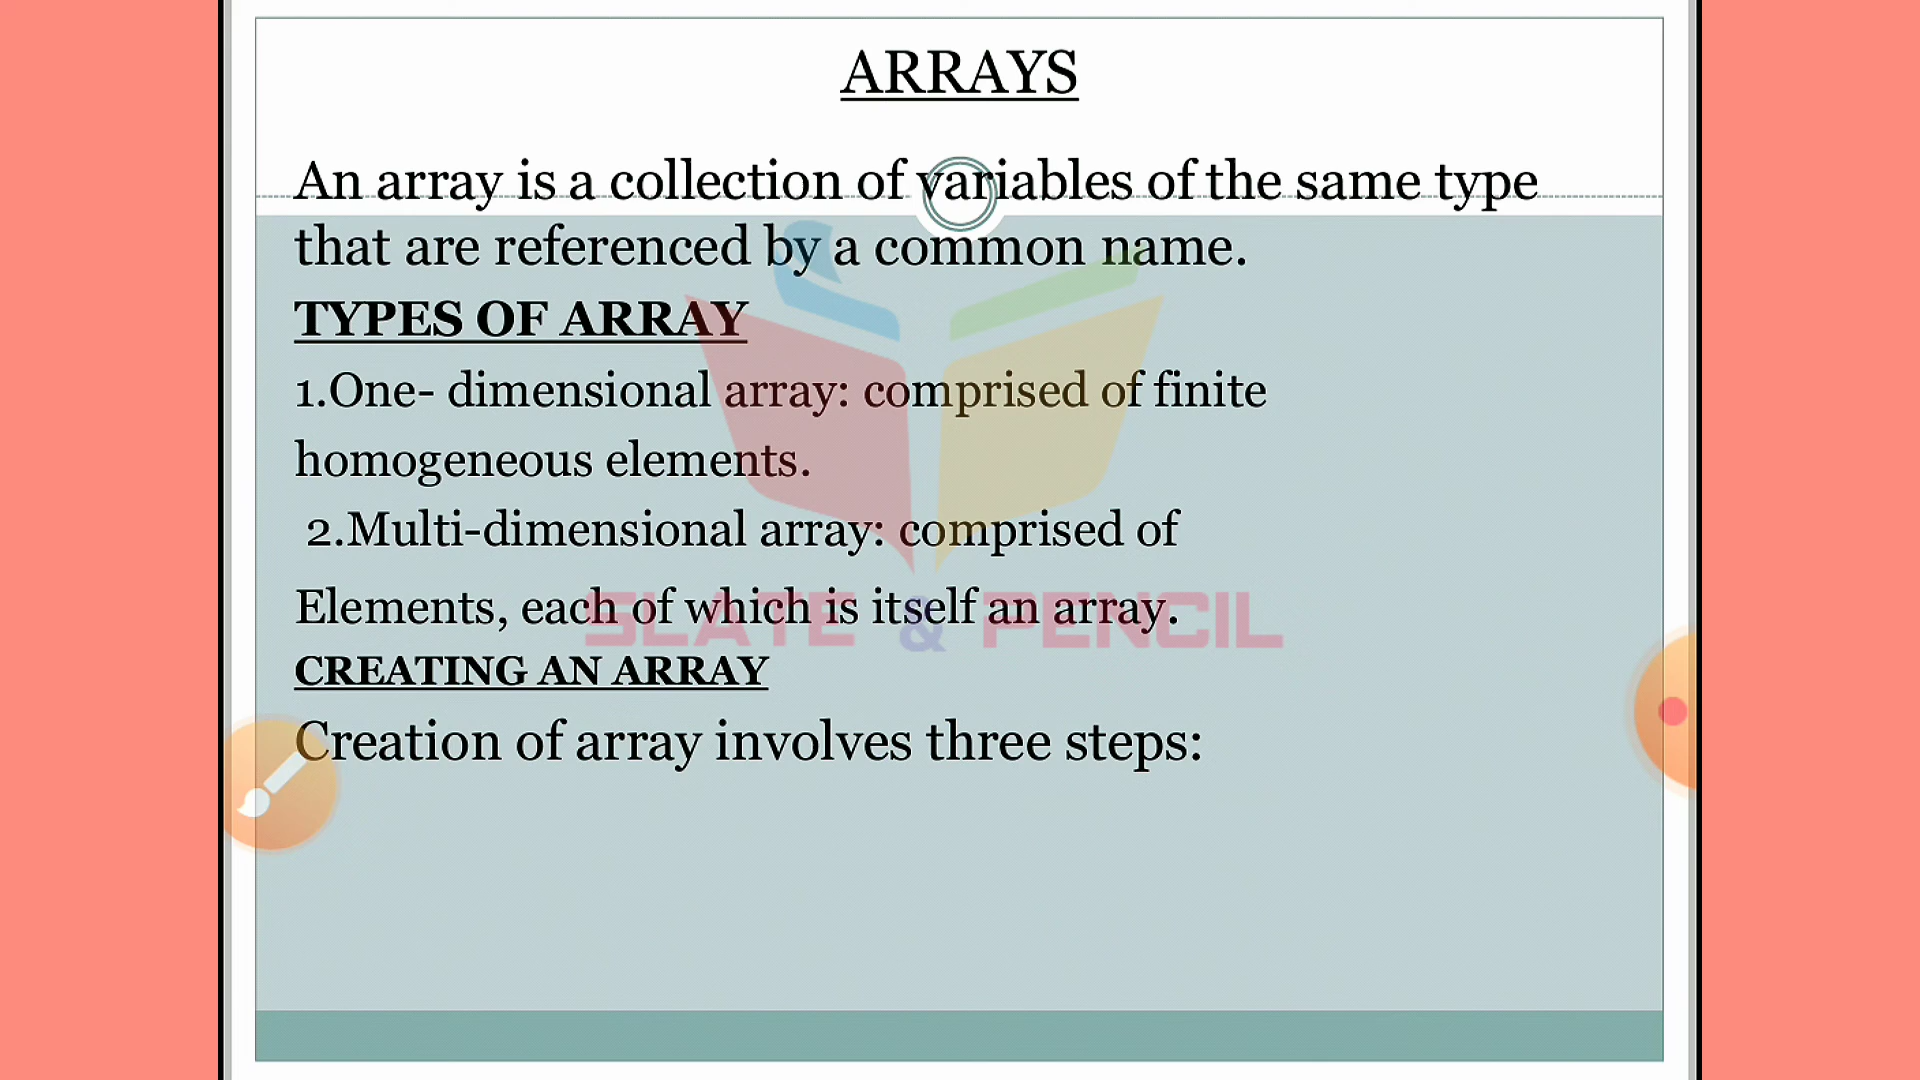 ARRAYS
An array is a collection of variables of the same type
that are referenced by a common name.
TYPES OF ARRAY
1.One- dimensional array: comprised of finite
homogeneous elements.
2.Multi-dimensional array: comprised of
Elements, each of which is itself an array.
SLATE & PENCIL
CREATING AN ARRAY
Creation of array involves three steps: